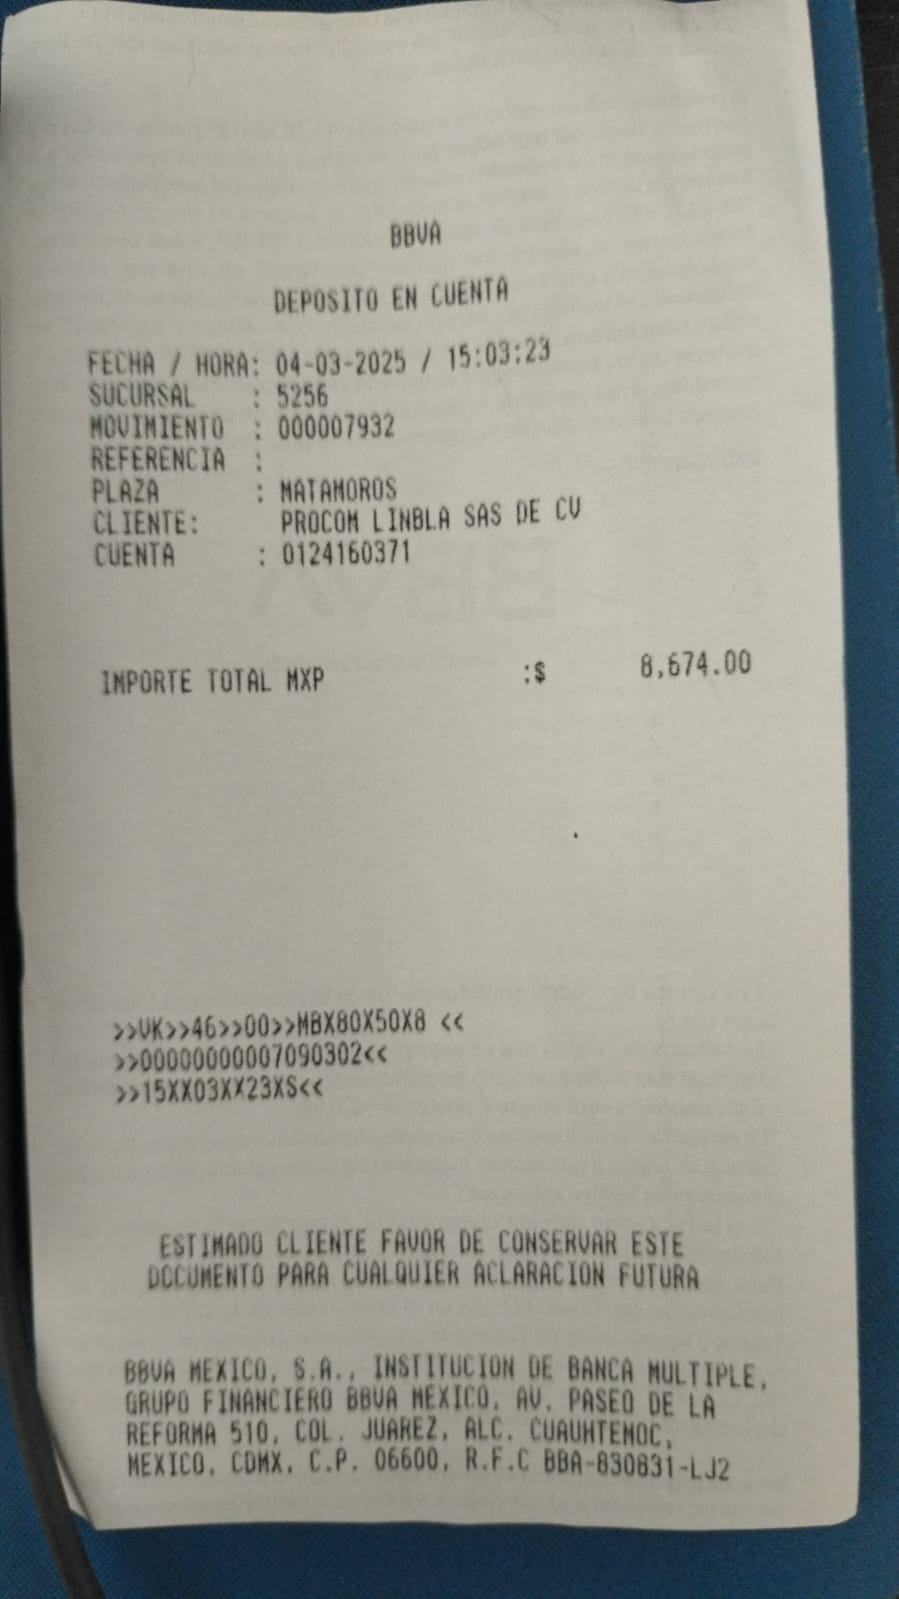 BBVA
DEPOSITO EN CUENTA
FECHA / HORA: 04-03-2025 / 15:03:23
SUCURSAL : 5256
MOVIMIENTO : 000007932
REFERENCIA :
PLAZA : MATAMOROS
CLIENTE: PROCOM LINBLA SAS DE CV
CUENTA : 0124160371
IMPORTE TOTAL MXP :$ 8,674.00
>>VK>>46>>00>>MBX80X50X8 <<
>>00000000007090302<<
>>15XX03XX23XS<<
ESTIMADO CLIENTE FAVOR DE CONSERVAR ESTE
DOCUMENTO PARA CUALQUIER ACLARACION FUTURA
BBVA MEXICO, S.A., INSTITUCION DE BANCA MULTIPLE,
GRUPO FINANCIERO BBVA MEXICO, AV. PASEO DE LA
REFORMA 510, COL. JUAREZ, ALC. CUAUHTEMOC,
MEXICO, CDMX, C.P. 06600, R.F.C BBA-830831-LJ2